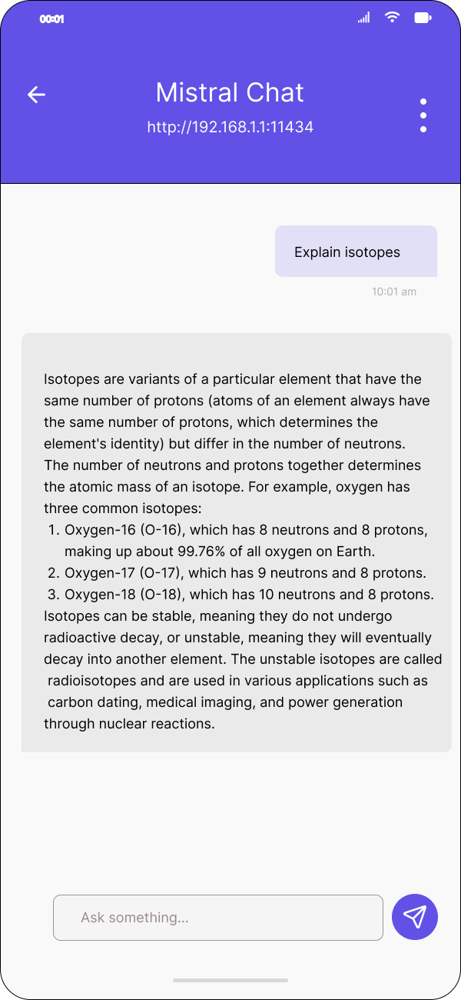 00:01
Mistral Chat
http://192.168.1.1:11434
Explain isotopes
10:01 am
Isotopes are variants of a particular element that have the
same number of protons (atoms of an element always have
the same number of protons, which determines the
element's identity) but differ in the number of neutrons.
The number of neutrons and protons together determines
the atomic mass of an isotope. For example, oxygen has
three common isotopes:
1. Oxygen-16 (O-16), which has 8 neutrons and 8 protons,
making up about 99.76% of all oxygen on Earth.
2. Oxygen-17 (O-17), which has 9 neutrons and 8 protons.
3. Oxygen-18 (O-18), which has 10 neutrons and 8 protons.
Isotopes can be stable, meaning they do not undergo
radioactive decay, or unstable, meaning they will eventually
decay into another element. The unstable isotopes are called
radioisotopes and are used in various applications such as
carbon dating, medical imaging, and power generation
through nuclear reactions.
Ask something...